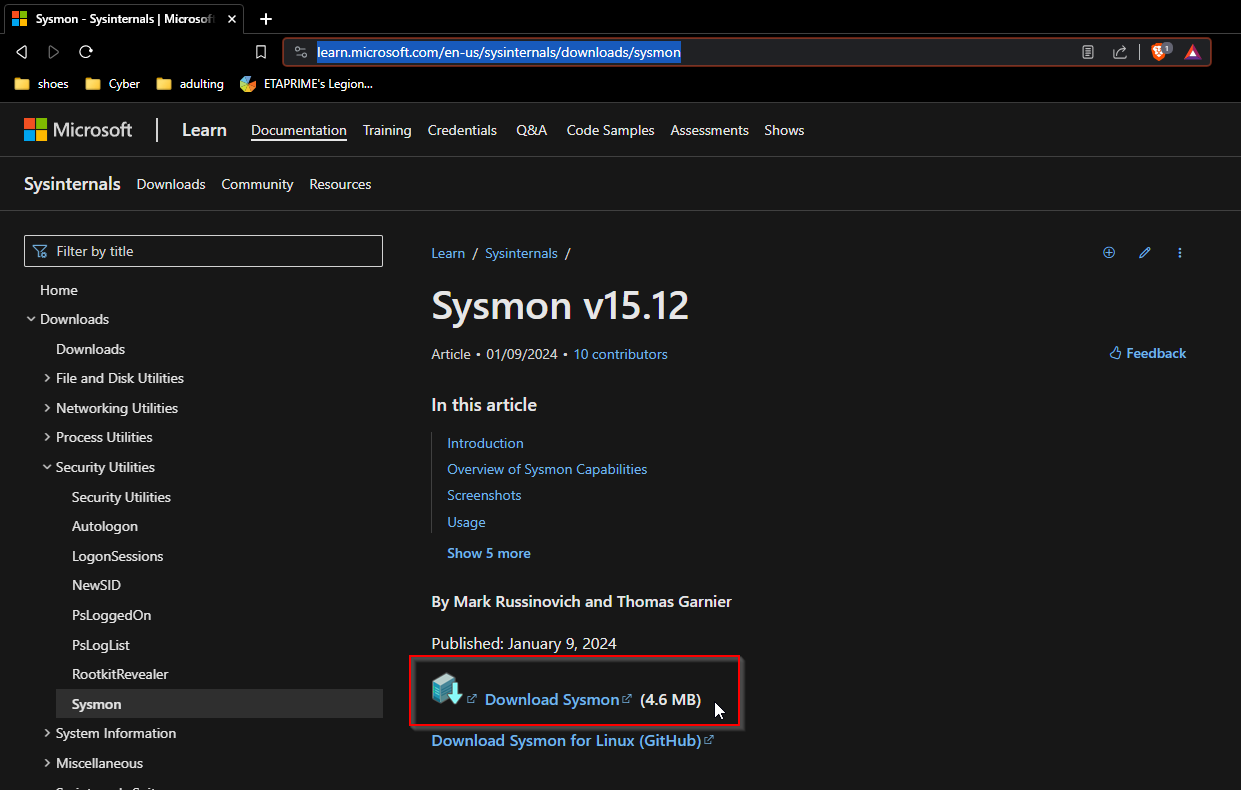 Sysmon - Sysinternals | Microsof
learn.microsoft.com/en-us/sysinternals/downloads/sysmon
1
shoes Cyber adulting ETAPRIME's Legion...
Microsoft Learn Documentation Training Credentials Q&A Code Samples Assessments Shows
Sysinternals Downloads Community Resources
Filter by title
Home
Downloads
Downloads
File and Disk Utilities
Networking Utilities
Process Utilities
Security Utilities
Security Utilities
Autologon
LogonSessions
NewSID
PsLoggedOn
PsLogList
RootkitRevealer
Sysmon
System Information
Miscellaneous
Learn / Sysinternals /
Sysmon v15.12
Article • 01/09/2024 • 10 contributors
Feedback
In this article
Introduction
Overview of Sysmon Capabilities
Screenshots
Usage
Show 5 more
By Mark Russinovich and Thomas Garnier
Published: January 9, 2024
Download Sysmon (4.6 MB)
Download Sysmon for Linux (GitHub)